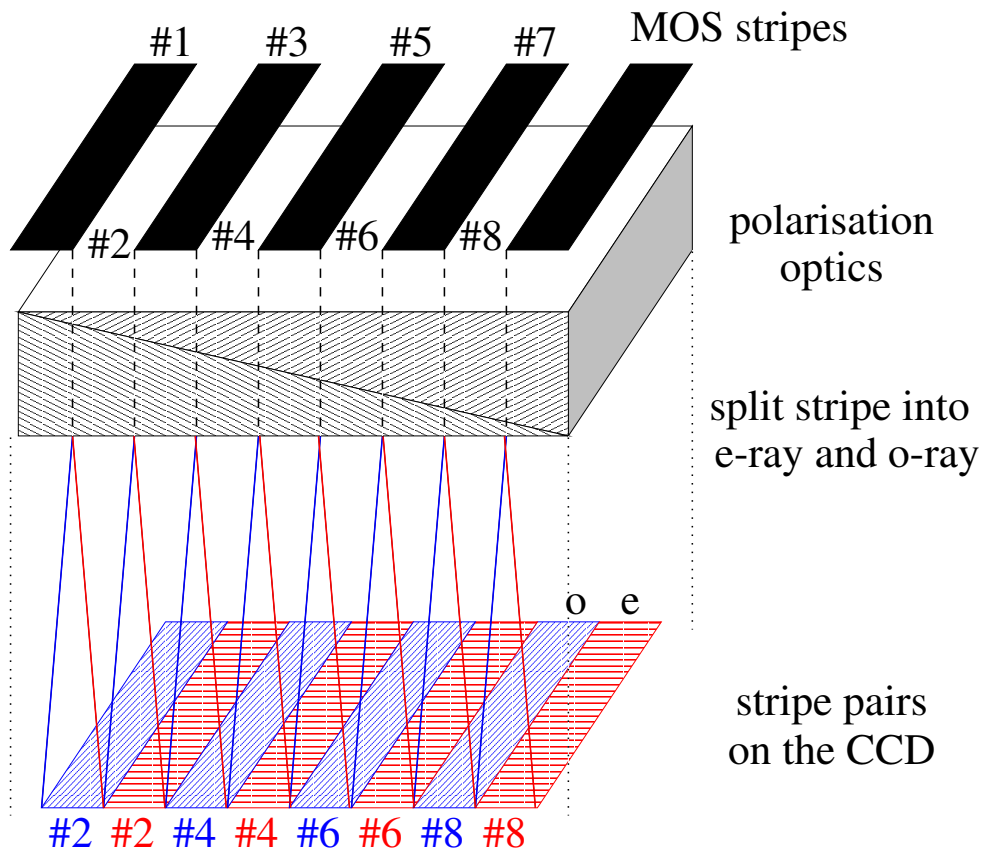 #1 #3 #5 #7 MOS stripes
#2 #4 #6 #8
polarisation
optics
split stripe into
e-ray and o-ray
o e
stripe pairs
on the CCD
#2 #2 #4 #4 #6 #6 #8 #8